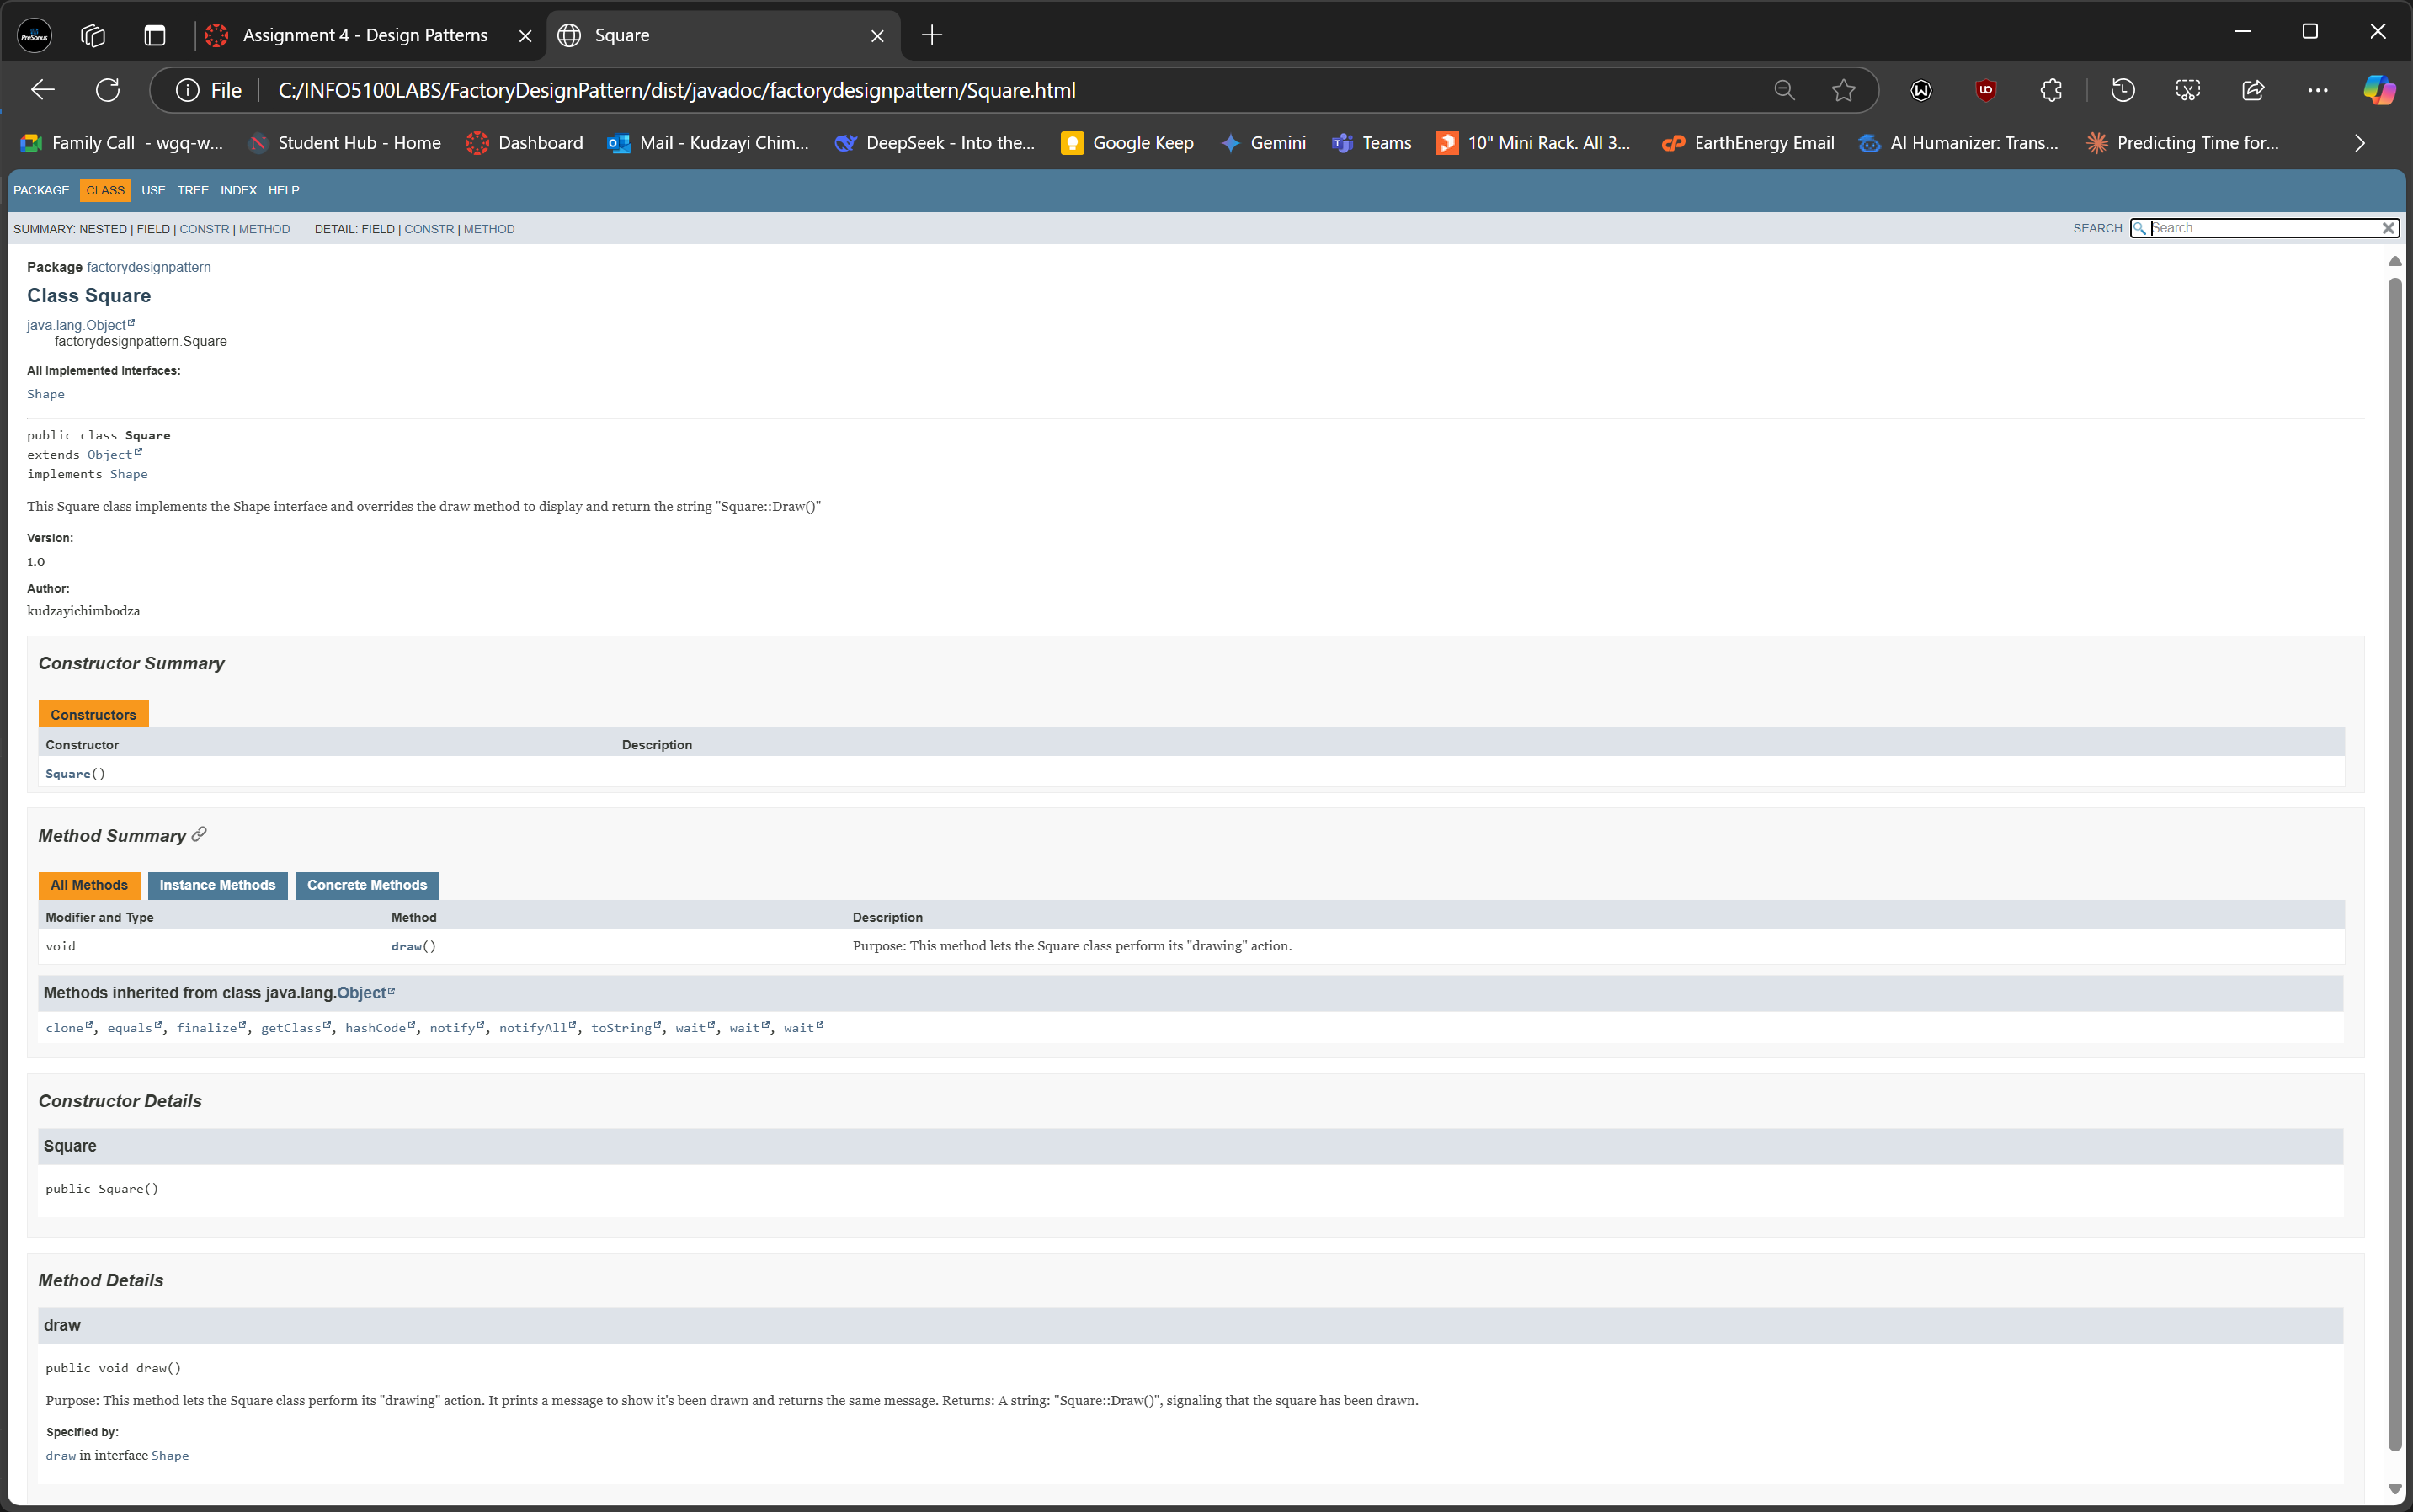 PreSonus
Assignment 4 - Design Patterns
Square
File
C:/INFO5100LABS/FactoryDesignPattern/dist/javadoc/factorydesignpattern/Square.html
Family Call - wgq-w...
Student Hub - Home
Dashboard
Mail - Kudzayi Chim...
DeepSeek - Into the...
Google Keep
Gemini
Teams
10" Mini Rack. All 3...
EarthEnergy Email
AI Humanizer: Trans...
Predicting Time for...
PACKAGE CLASS USE TREE INDEX HELP
SUMMARY: NESTED | FIELD | CONSTR | METHOD DETAIL: FIELD | CONSTR | METHOD
SEARCH Search
Package factorydesignpattern
Class Square
java.lang.Object
factorydesignpattern.Square
All Implemented Interfaces:
Shape
public class Square
extends Object
implements Shape
This Square class implements the Shape interface and overrides the draw method to display and return the string "Square::Draw()"
Version:
1.0
Author:
kudzayichimbodza
Constructor Summary
Constructors
Constructor Description
Square()
Method Summary
All Methods Instance Methods Concrete Methods
Modifier and Type Method Description
void draw() Purpose: This method lets the Square class perform its "drawing" action.
Methods inherited from class java.lang.Object
clone, equals, finalize, getClass, hashCode, notify, notifyAll, toString, wait, wait, wait
Constructor Details
Square
public Square()
Method Details
draw
public void draw()
Purpose: This method lets the Square class perform its "drawing" action. It prints a message to show it's been drawn and returns the same message. Returns: A string: "Square::Draw()", signaling that the square has been drawn.
Specified by:
draw in interface Shape